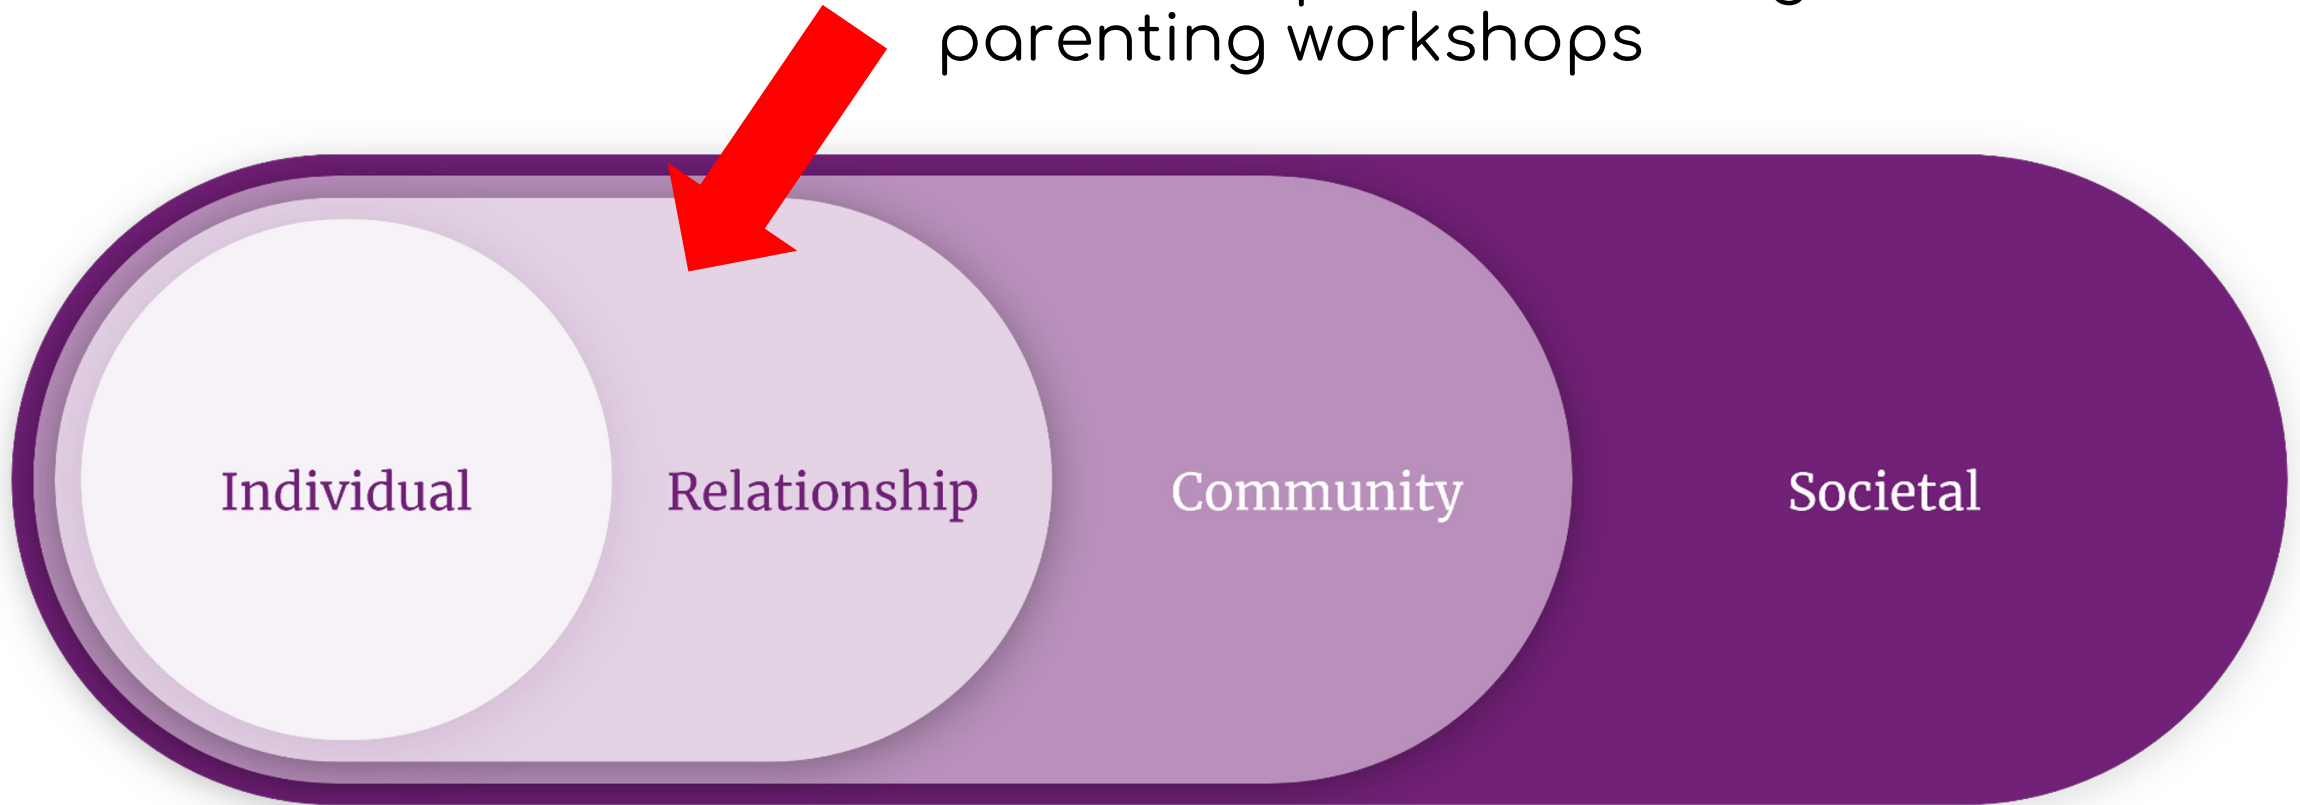 parenting workshops
Individual Relationship Community Societal